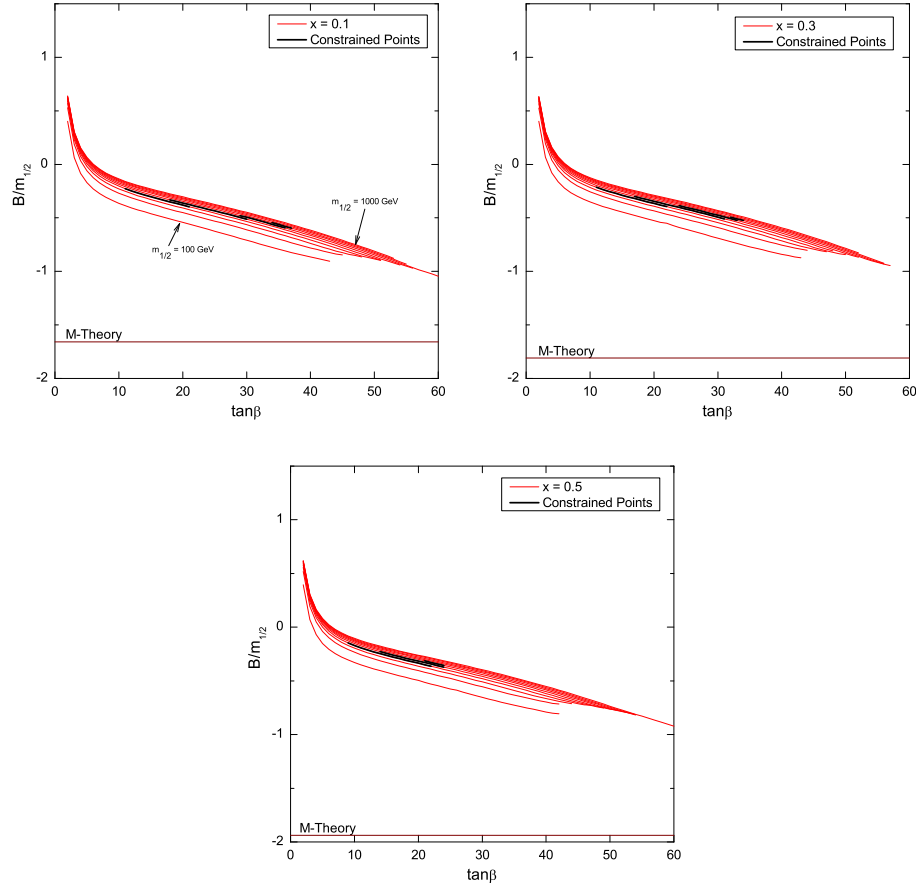 x = 0.1
Constrained Points
1
0
-1
-2
B/m1/2
m1/2 = 1000 GeV
m1/2 = 100 GeV
M-Theory
0 10 20 30 40 50 60
tanβ
x = 0.3
Constrained Points
1
0
-1
-2
B/m1/2
M-Theory
0 10 20 30 40 50 60
tanβ
x = 0.5
Constrained Points
1
0
-1
-2
B/m1/2
M-Theory
0 10 20 30 40 50 60
tanβ